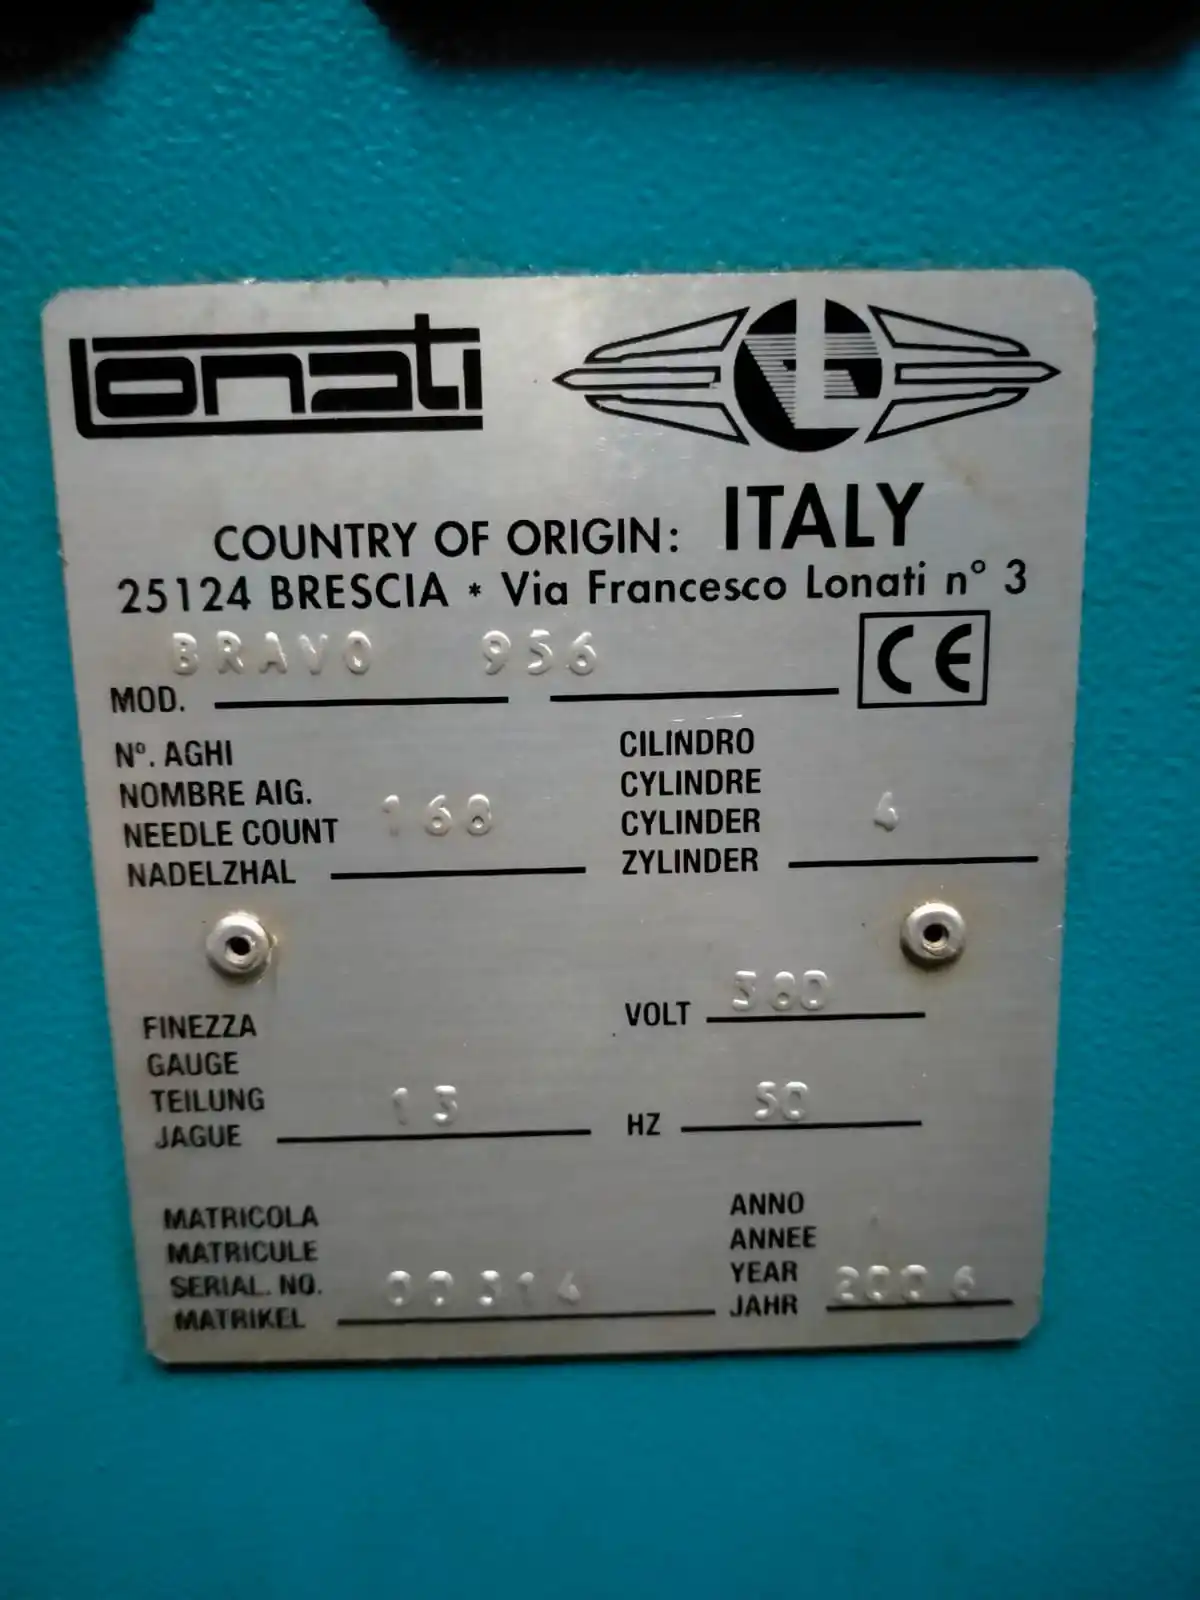 Lonati
COUNTRY OF ORIGIN: ITALY
25124 BRESCIA * Via Francesco Lonati n° 3
BRAVO 956
MOD.
CE
Nº. AGHI
NOMBRE AIG.
NEEDLE COUNT 168
NADELZHAL
CILINDRO
CYLINDRE
CYLINDER 4
ZYLINDER
FINEZZA
GAUGE
TEILUNG 13
JAGUE
VOLT 380
HZ 50
MATRICOLA
MATRICULE
SERIAL. NO. 00314
MATRIKEL
ANNO
ANNEE
YEAR 2006
JAHR